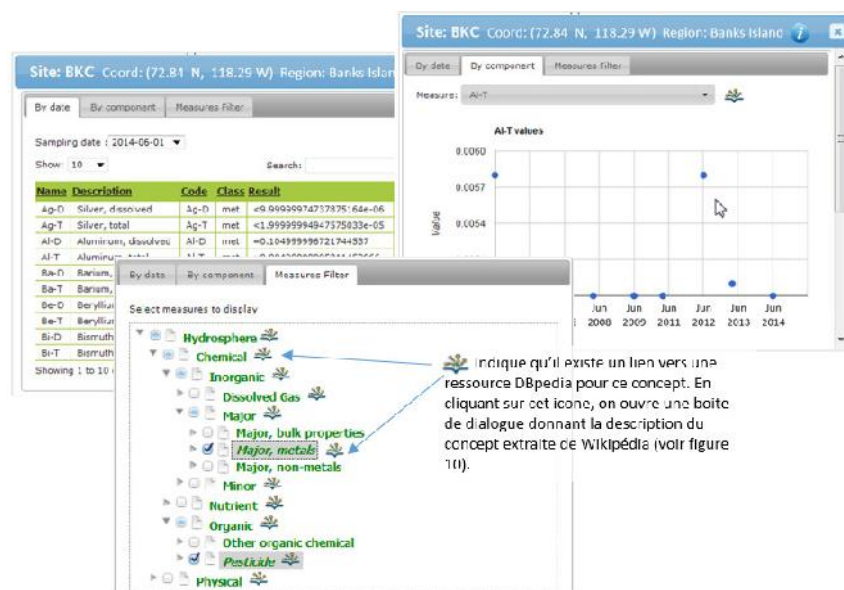 Site: BKC Coord: (72.84 N, 118.29 W) Region: Banks Islan
By date By component Measures Filter
Sampling date : 2014-06-01
Show 10 Search:
Name Description Code Class Result
Ag-D Silver, dissolved Ag-D met <9.99999974737875164e-06
Ag-T Silver, total Ag-T met <1.99999994947575033e-05
Al-D Aluminum, dissolved Al-D met
Al-T
Ba-D Barium,
Ba-T Barium,
Be-D Berylliu
Be-T Berylliu
Bi-D Bismuth
Bi-T Bismuth
Showing 1 to 10
Site: BKC Coord: (72.84 N, 118.29 W) Region: Banks Island
By date By component Measures Filter
Measure: Al-T
Al-T values
0.0060
0.0057
0.0054
Value
Jun Jun Jun Jun Jun Jun
2008 2009 2011 2012 2013 2014
By date By component Measures Filter
Select measures to display
Hydrosphere
Chemical
Inorganic
Dissolved Gas
Major
Major, bulk properties
Major, metals
Major, non-metals
Minor
Nutrient
Organic
Other organic chemical
Pesticide
Physical
Indique qu'il existe un lien vers une
ressource DBpedia pour ce concept. En
cliquant sur cet icone, on ouvre une boite
de dialogue donnant la description du
concept extraite de Wikipédia (voir figure
10).